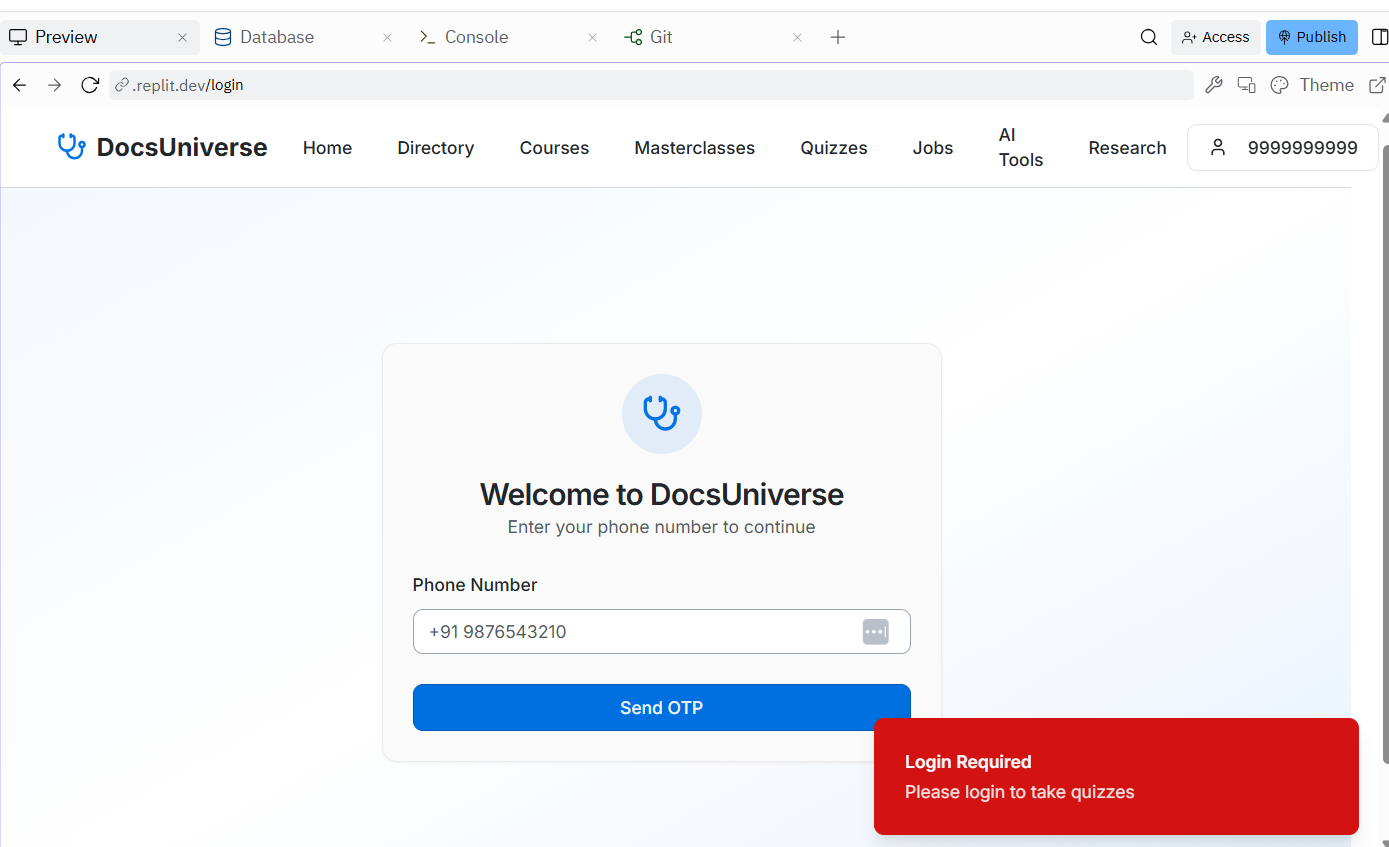 Preview
Database
Console
Git
Access
Publish
.replit.dev/login
Theme
DocsUniverse
Home
Directory
Courses
Masterclasses
Quizzes
Jobs
AI
Tools
Research
9999999999
Welcome to DocsUniverse
Enter your phone number to continue
Phone Number
+91 9876543210
Send OTP
Login Required
Please login to take quizzes